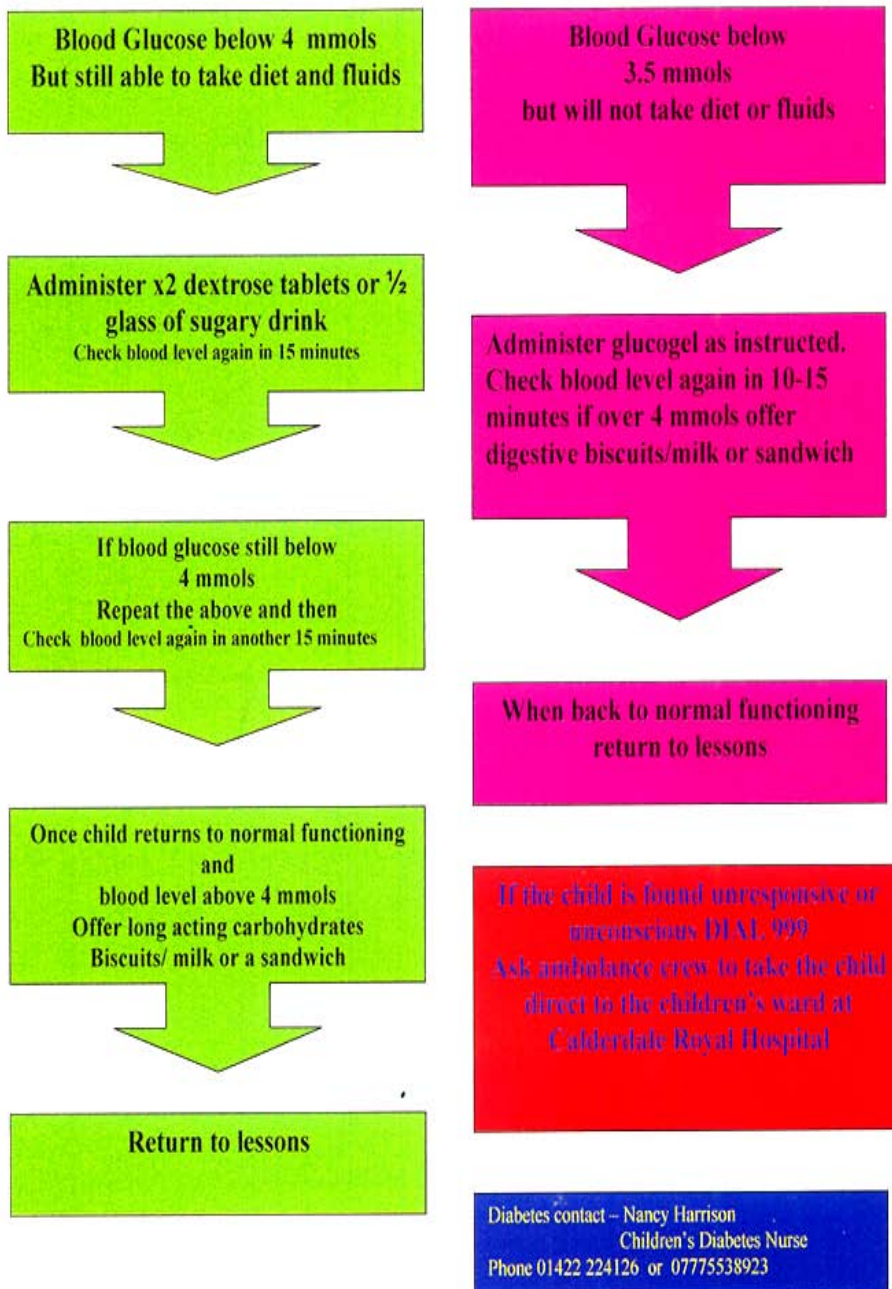 Blood Glucose below 4 mmols
But still able to take diet and fluids
Administer x2 dextrose tablets or ½
glass of sugary drink
Check blood level again in 15 minutes
If blood glucose still below
4 mmols
Repeat the above and then
Check blood level again in another 15 minutes
Once child returns to normal functioning
and
blood level above 4 mmols
Offer long acting carbohydrates
Biscuits/ milk or a sandwich
Return to lessons
Blood Glucose below
3.5 mmols
but will not take diet or fluids
Administer glucogel as instructed.
Check blood level again in 10-15
minutes if over 4 mmols offer
digestive biscuits/milk or sandwich
When back to normal functioning
return to lessons
If the child is found unresponsive or
unconscious DIAL 999
Ask ambulance crew to take the child
direct to the children's ward at
Calderdale Royal Hospital
Diabetes contact – Nancy Harrison
Children's Diabetes Nurse
Phone 01422 224126 or 07775538923